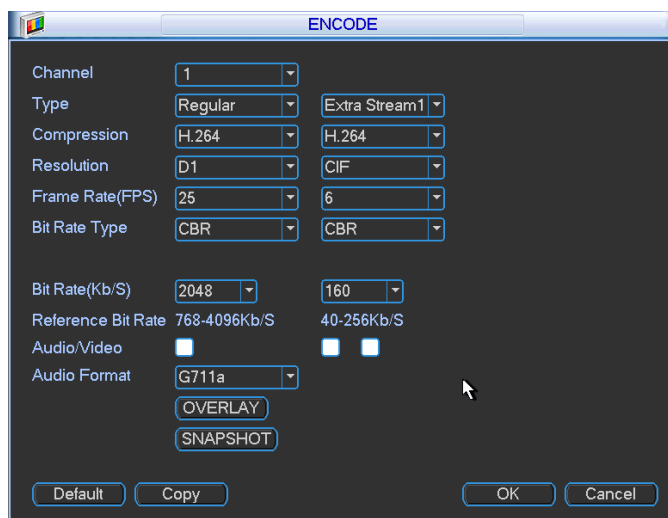 ENCODE
Channel 1
Type Regular Extra Stream1
Compression H.264 H.264
Resolution D1 CIF
Frame Rate(FPS) 25 6
Bit Rate Type CBR CBR
Bit Rate(Kb/S) 2048 160
Reference Bit Rate 768-4096Kb/S 40-256Kb/S
Audio/Video
Audio Format G711a
OVERLAY
SNAPSHOT
Default Copy OK Cancel